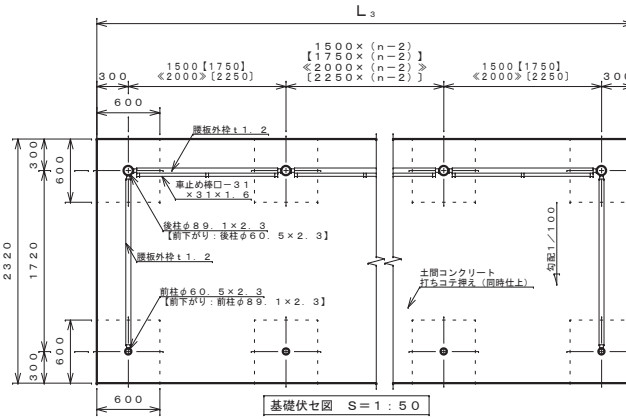 L₃
1500×(n-2)
【1750×(n-2)】
≪2000×(n-2)≫
[2250×(n-2)]
300
1500【1750】
≪2000≫[2250]
1500【1750】
≪2000≫[2250]
300
600
腰板外枠t1.2
車止め棒口-31
×31×1.6
後柱φ89.1×2.3
【前下がり:後柱φ60.5×2.3】
腰板外枠t1.2
前柱φ60.5×2.3
【前下がり:前柱φ89.1×2.3】
土間コンクリート
打ちコテ押え(同時仕上)
勾配1/100
2320
300
1720
300
600
600
600
基礎伏セ図 S=1:50